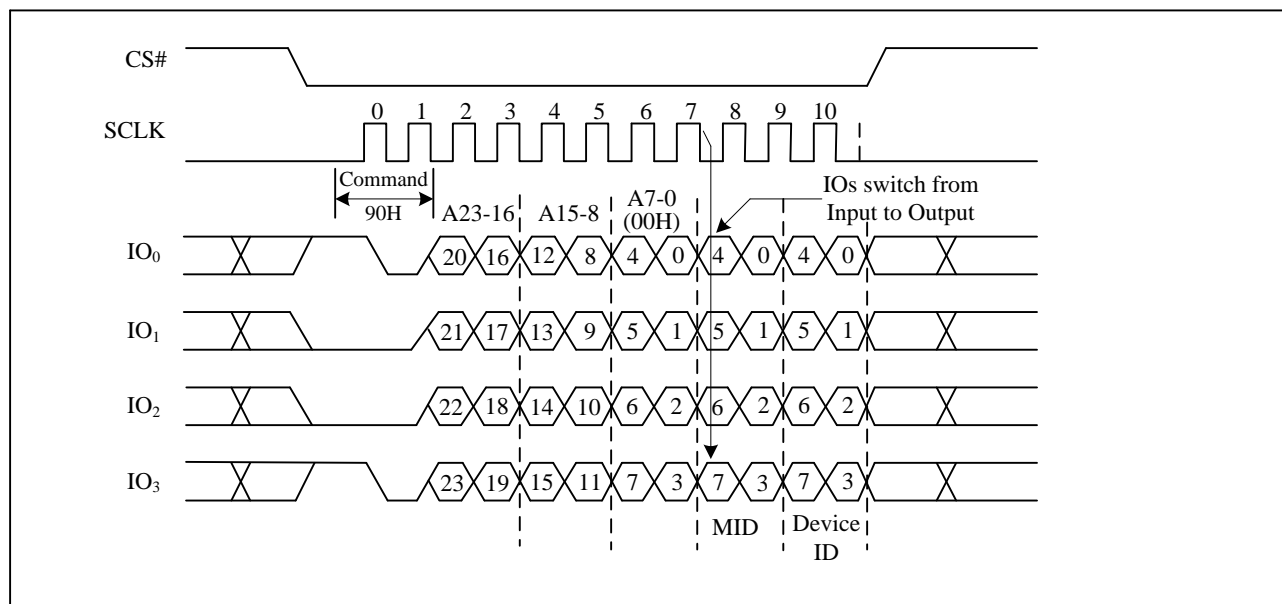 CS#
0 1 2 3 4 5 6 7 8 9 10
SCLK
Command
90H
A23-16 A15-8 A7-0
(00H)
IOs switch from
Input to Output
IO₀ 20 16 12 8 4 0 4 0 4 0
IO₁ 21 17 13 9 5 1 5 1 5 1
IO₂ 22 18 14 10 6 2 6 2 6 2
IO₃ 23 19 15 11 7 3 7 3 7 3
MID
Device
ID